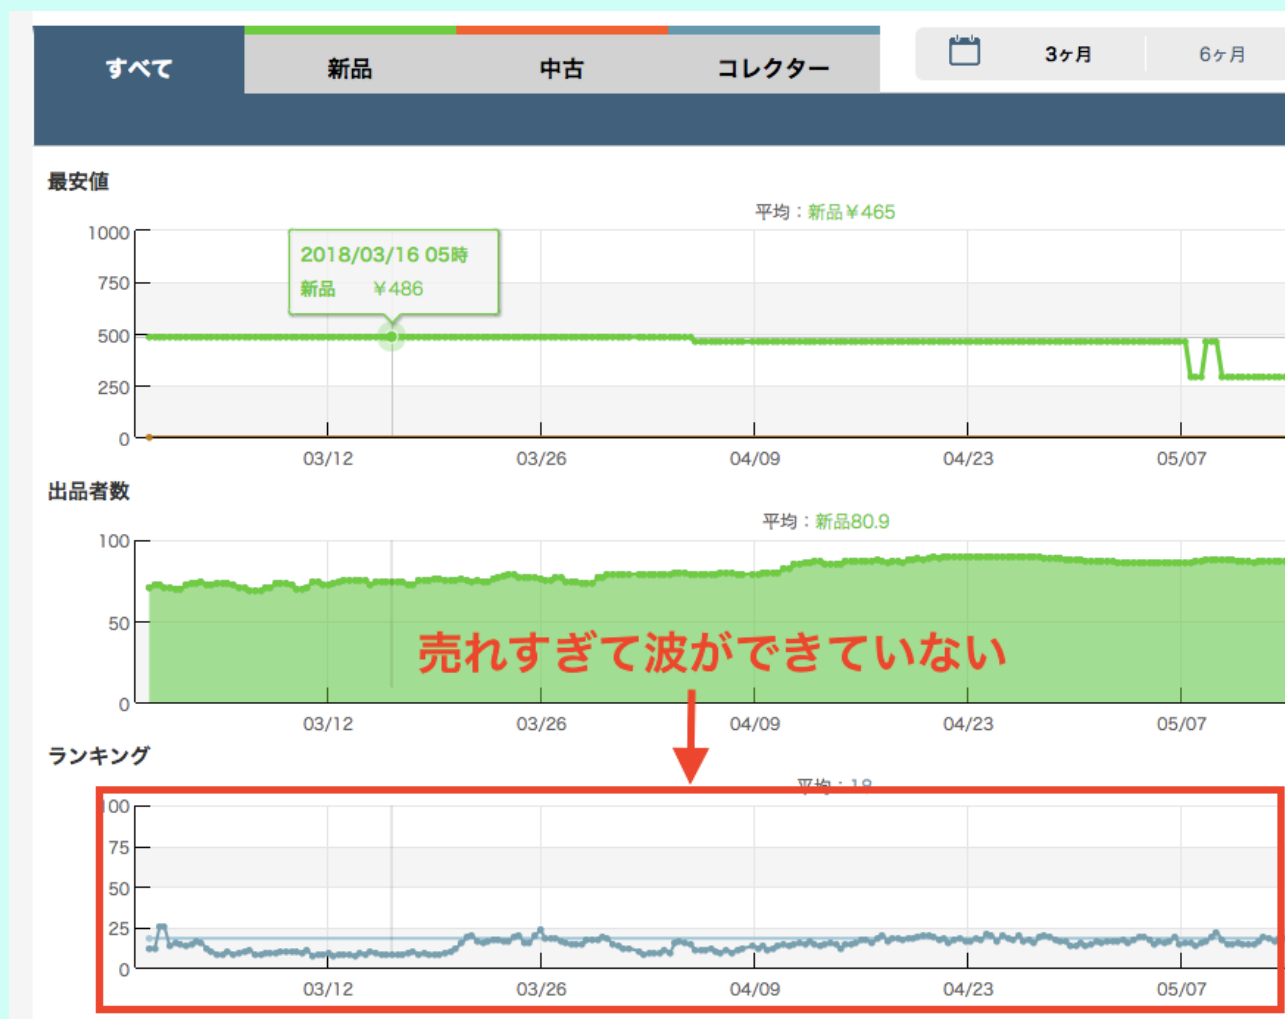 すべて 新品 中古 コレクター 3ヶ月 6ヶ月
最安値
平均：新品￥465
2018/03/16 05時
新品 ￥486
1000
750
500
250
0
03/12 03/26 04/09 04/23 05/07
出品者数
平均：新品80.9
100
50
0
売れすぎて波ができていない
03/12 03/26 04/09 04/23 05/07
ランキング
平均：18
100
75
50
25
0
03/12 03/26 04/09 04/23 05/07